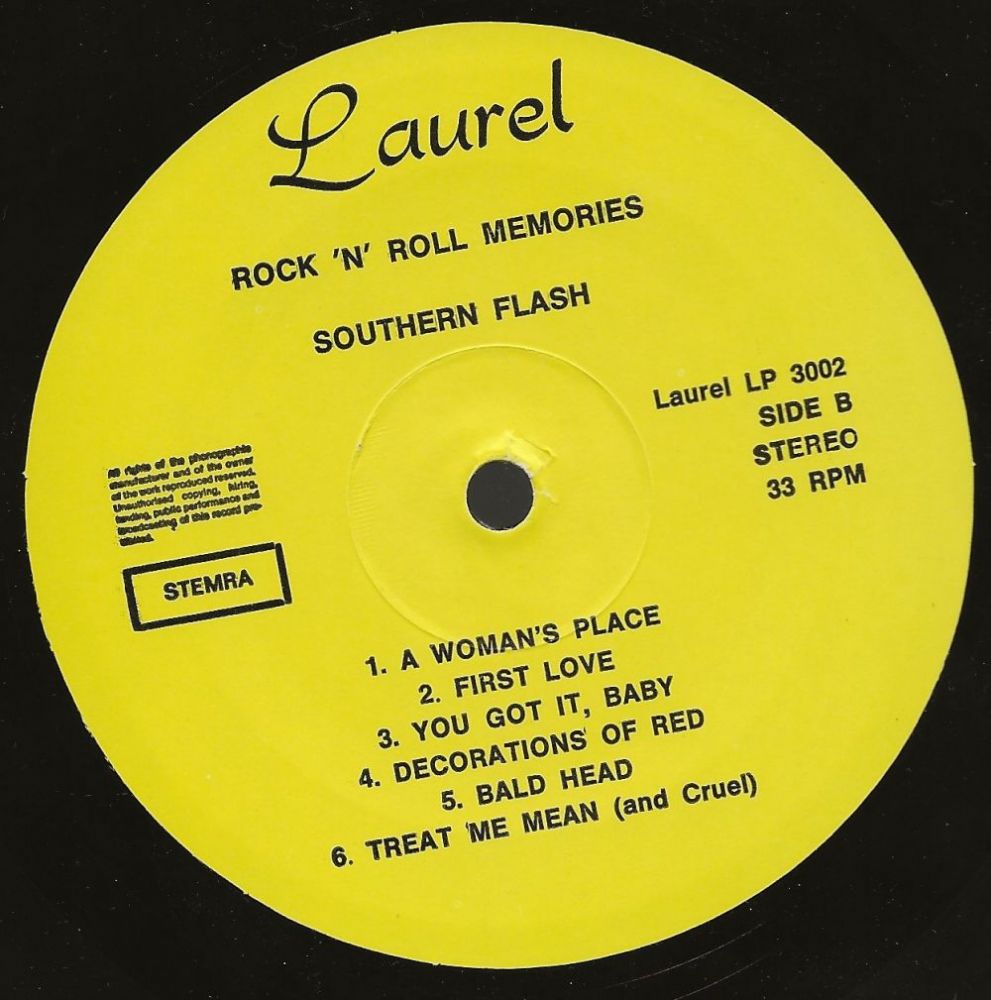 Laurel
ROCK 'N' ROLL MEMORIES
SOUTHERN FLASH
Laurel LP 3002
SIDE B
STEREO
33 RPM
All rights of the phonographic
manufacturer and of the owner
of the work reproduced reserved.
Unauthorised copying, hiring,
lending, public performance and
broadcasting of this record pro-
hibited.
STEMRA
1. A WOMAN'S PLACE
2. FIRST LOVE
3. YOU GOT IT, BABY
4. DECORATIONS OF RED
5. BALD HEAD
6. TREAT ME MEAN (and Cruel)